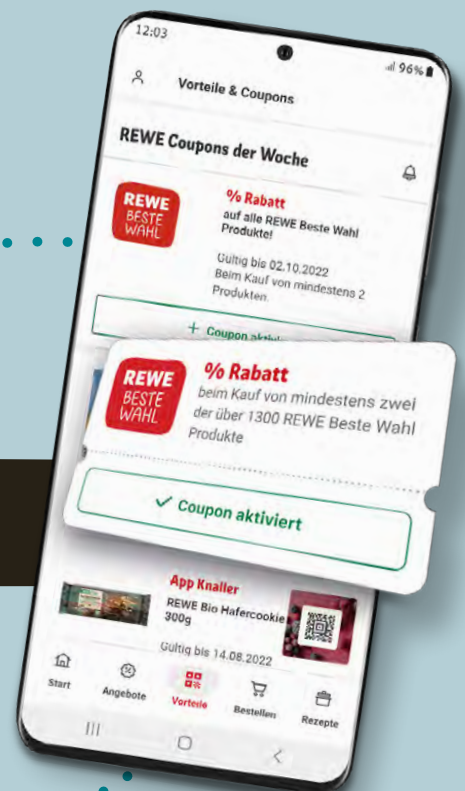 12:03
96%
Vorteile & Coupons
REWE Coupons der Woche
REWE
BESTE
WAHL
% Rabatt
auf alle REWE Beste Wahl
Produkte!
Gültig bis 02.10.2022
Beim Kauf von mindestens 2
Produkten.
+ Coupon
REWE
BESTE
WAHL
% Rabatt
beim Kauf von mindestens zwei
der über 1300 REWE Beste Wahl
Produkte
Coupon aktiviert
App Knaller
REWE Bio Hafercookie
300g
Gültig bis 14.08.2022
Start
Angebote
Vorteile
Bestellen
Rezepte